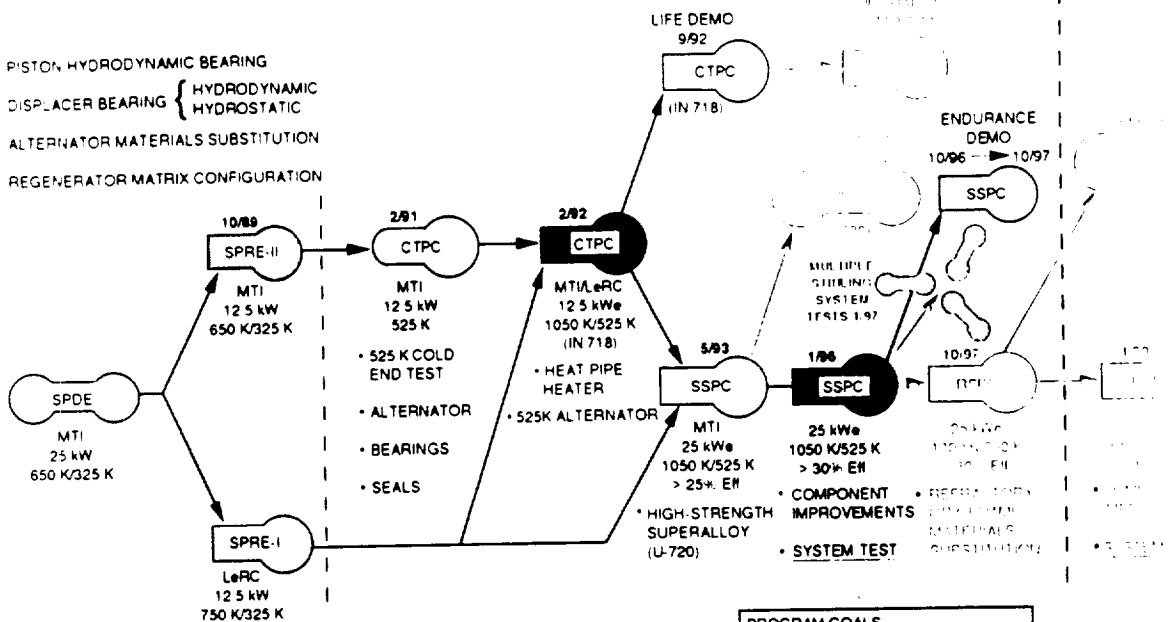 PISTON HYDRODYNAMIC BEARING
DISPLACER BEARING { HYDRODYNAMIC
HYDROSTATIC
ALTERNATOR MATERIALS SUBSTITUTION
REGENERATOR MATRIX CONFIGURATION
LIFE DEMO
9/92
CTPC
(IN 718)
ENDURANCE
DEMO
10/96 → 10/97
SSPC
10/89
SPRE-II
MTI
12.5 kW
650 K/325 K
2/91
CTPC
MTI
12.5 kW
525 K
• 525 K COLD
END TEST
• ALTERNATOR
• BEARINGS
• SEALS
2/92
CTPC
MTI/LeRC
12.5 kWe
1050 K/525 K
(IN 718)
• HEAT PIPE
HEATER
• 525K ALTERNATOR
MULTIPLE
STIRLING
SYSTEM
TESTS 1/97
SPDE
MTI
25 kW
650 K/325 K
SPRE-I
LeRC
12.5 kW
750 K/325 K
5/93
SSPC
MTI
25 kWe
1050 K/525 K
> 25% Eff
• HIGH-STRENGTH
SUPERALLOY
(U-720)
1/96
SSPC
25 kWe
1050 K/525 K
> 30% Eff
• COMPONENT
IMPROVEMENTS
• SYSTEM TEST
10/97
25 kWe
Eff
• REFRACTORY
MATERIALS
SUBSTITUTION
PROGRAM GOALS